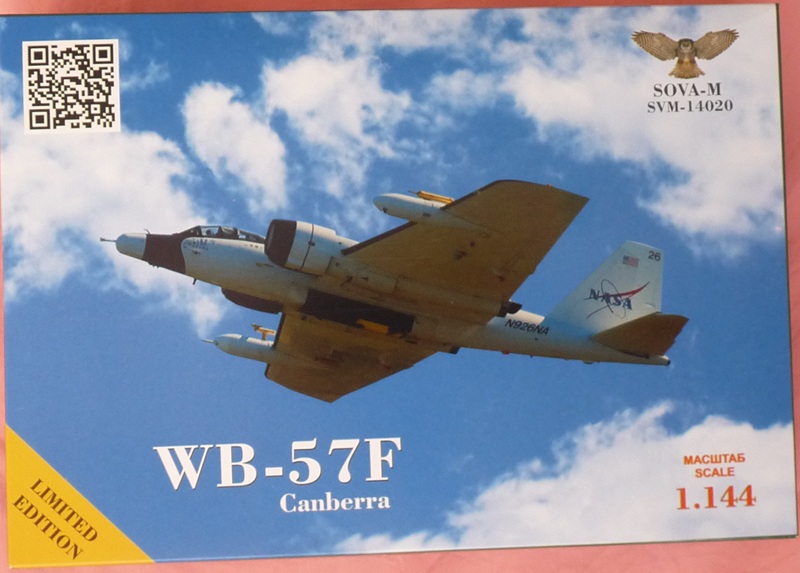 SOVA-M
SVM-14020
26
NASA
N926NA
WB-57F
Canberra
LIMITED
EDITION
МАСШТАБ
SCALE
1.144